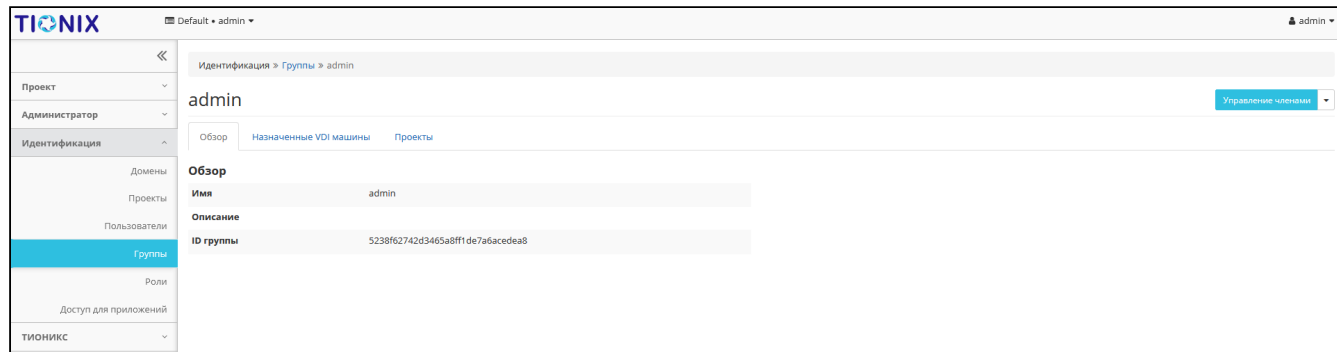 TIONIX
Default • admin
admin
Идентификация » Группы » admin
Проект
Администратор
Идентификация
Домены
Проекты
Пользователи
Группы
Роли
Доступ для приложений
ТИОНИКС
admin
Управление членами
Обзор Назначенные VDI машины Проекты
Обзор
Имя admin
Описание
ID группы 5238f62742d3465a8ff1de7a6acedea8